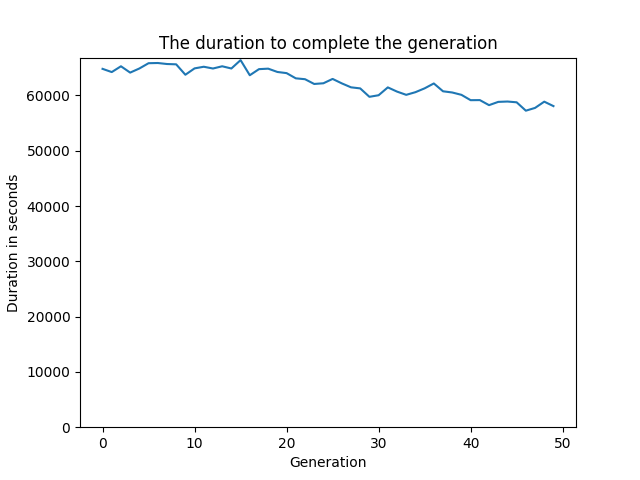 The duration to complete the generation
60000
50000
40000
30000
20000
10000
0
Duration in seconds
0 10 20 30 40 50
Generation